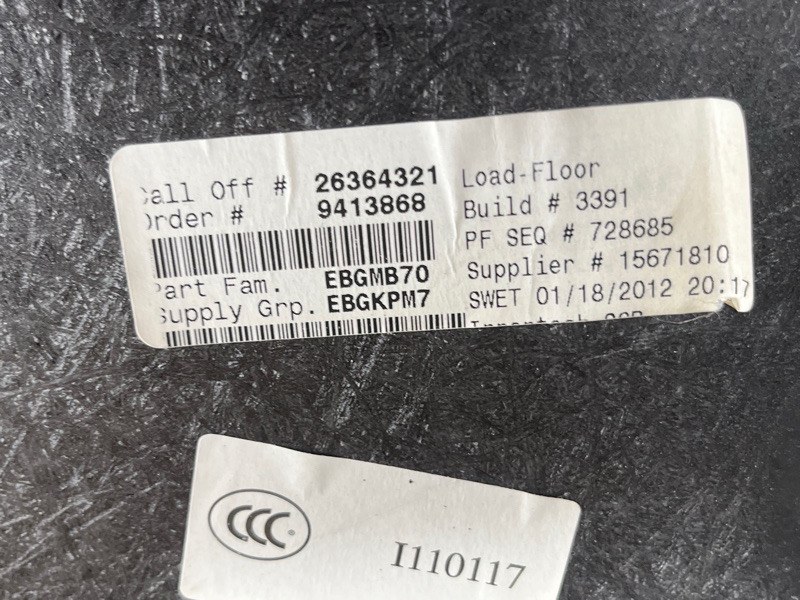 Call Off # 26364321
Order # 9413868
Part Fam. EBGMB70
Supply Grp. EBGKPM7
Load-Floor
Build # 3391
PF SEQ # 728685
Supplier # 15671810
SWET 01/18/2012 20:17
CCC
I110117